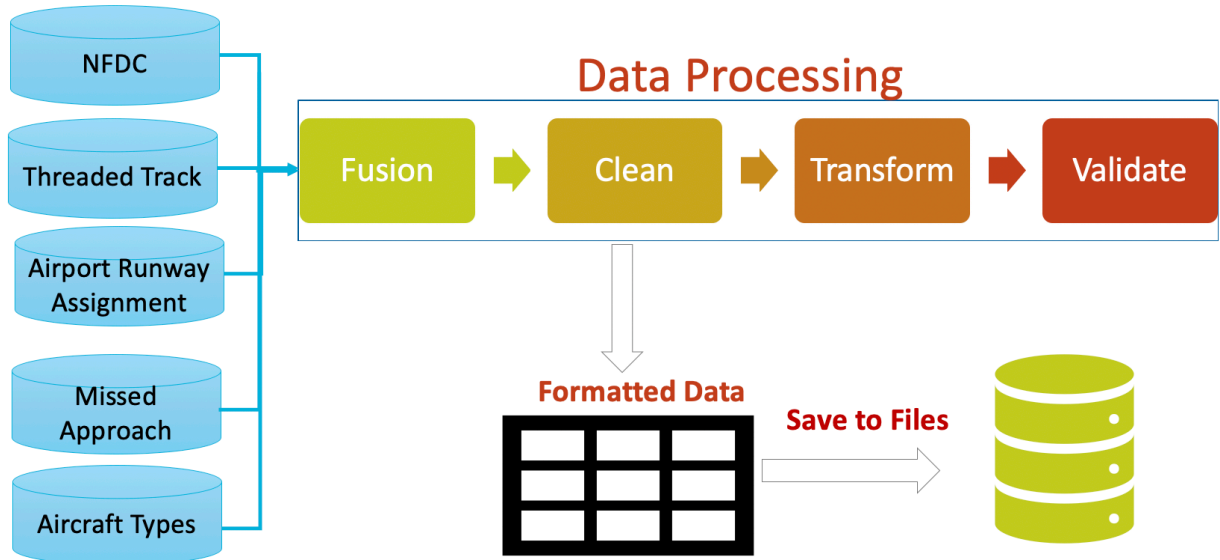 NFDC
Threaded Track
Airport Runway
Assignment
Missed
Approach
Aircraft Types
Data Processing
Fusion
Clean
Transform
Validate
Formatted Data
Save to Files